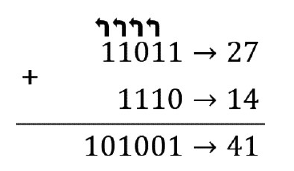 11011 → 27
+
1110 → 14
101001 → 41